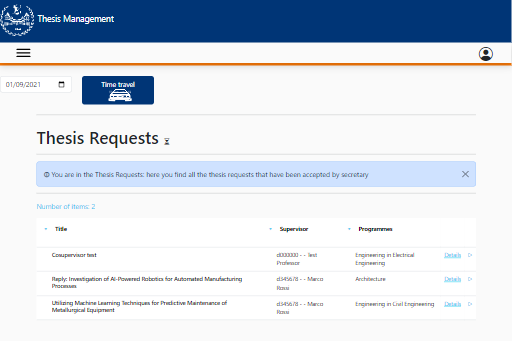 Thesis Management
01/09/2021
Time travel
Thesis Requests
You are in the Thesis Requests: here you find all the thesis requests that have been accepted by secretary
Number of items: 2
Title Supervisor Programmes
Cosupervisor test d000000 - - Test Professor Engineering in Electrical Engineering Details
Reply: Investigation of AI-Powered Robotics for Automated Manufacturing Processes d345678 - - Marco Rossi Architecture Details
Utilizing Machine Learning Techniques for Predictive Maintenance of Metallurgical Equipment d345678 - - Marco Rossi Engineering in Civil Engineering Details